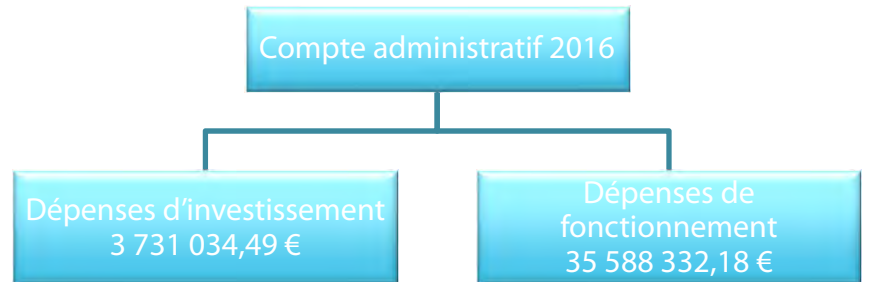 Compte administratif 2016
Dépenses d’investissement
3 731 034,49 €
Dépenses de
fonctionnement
35 588 332,18 €